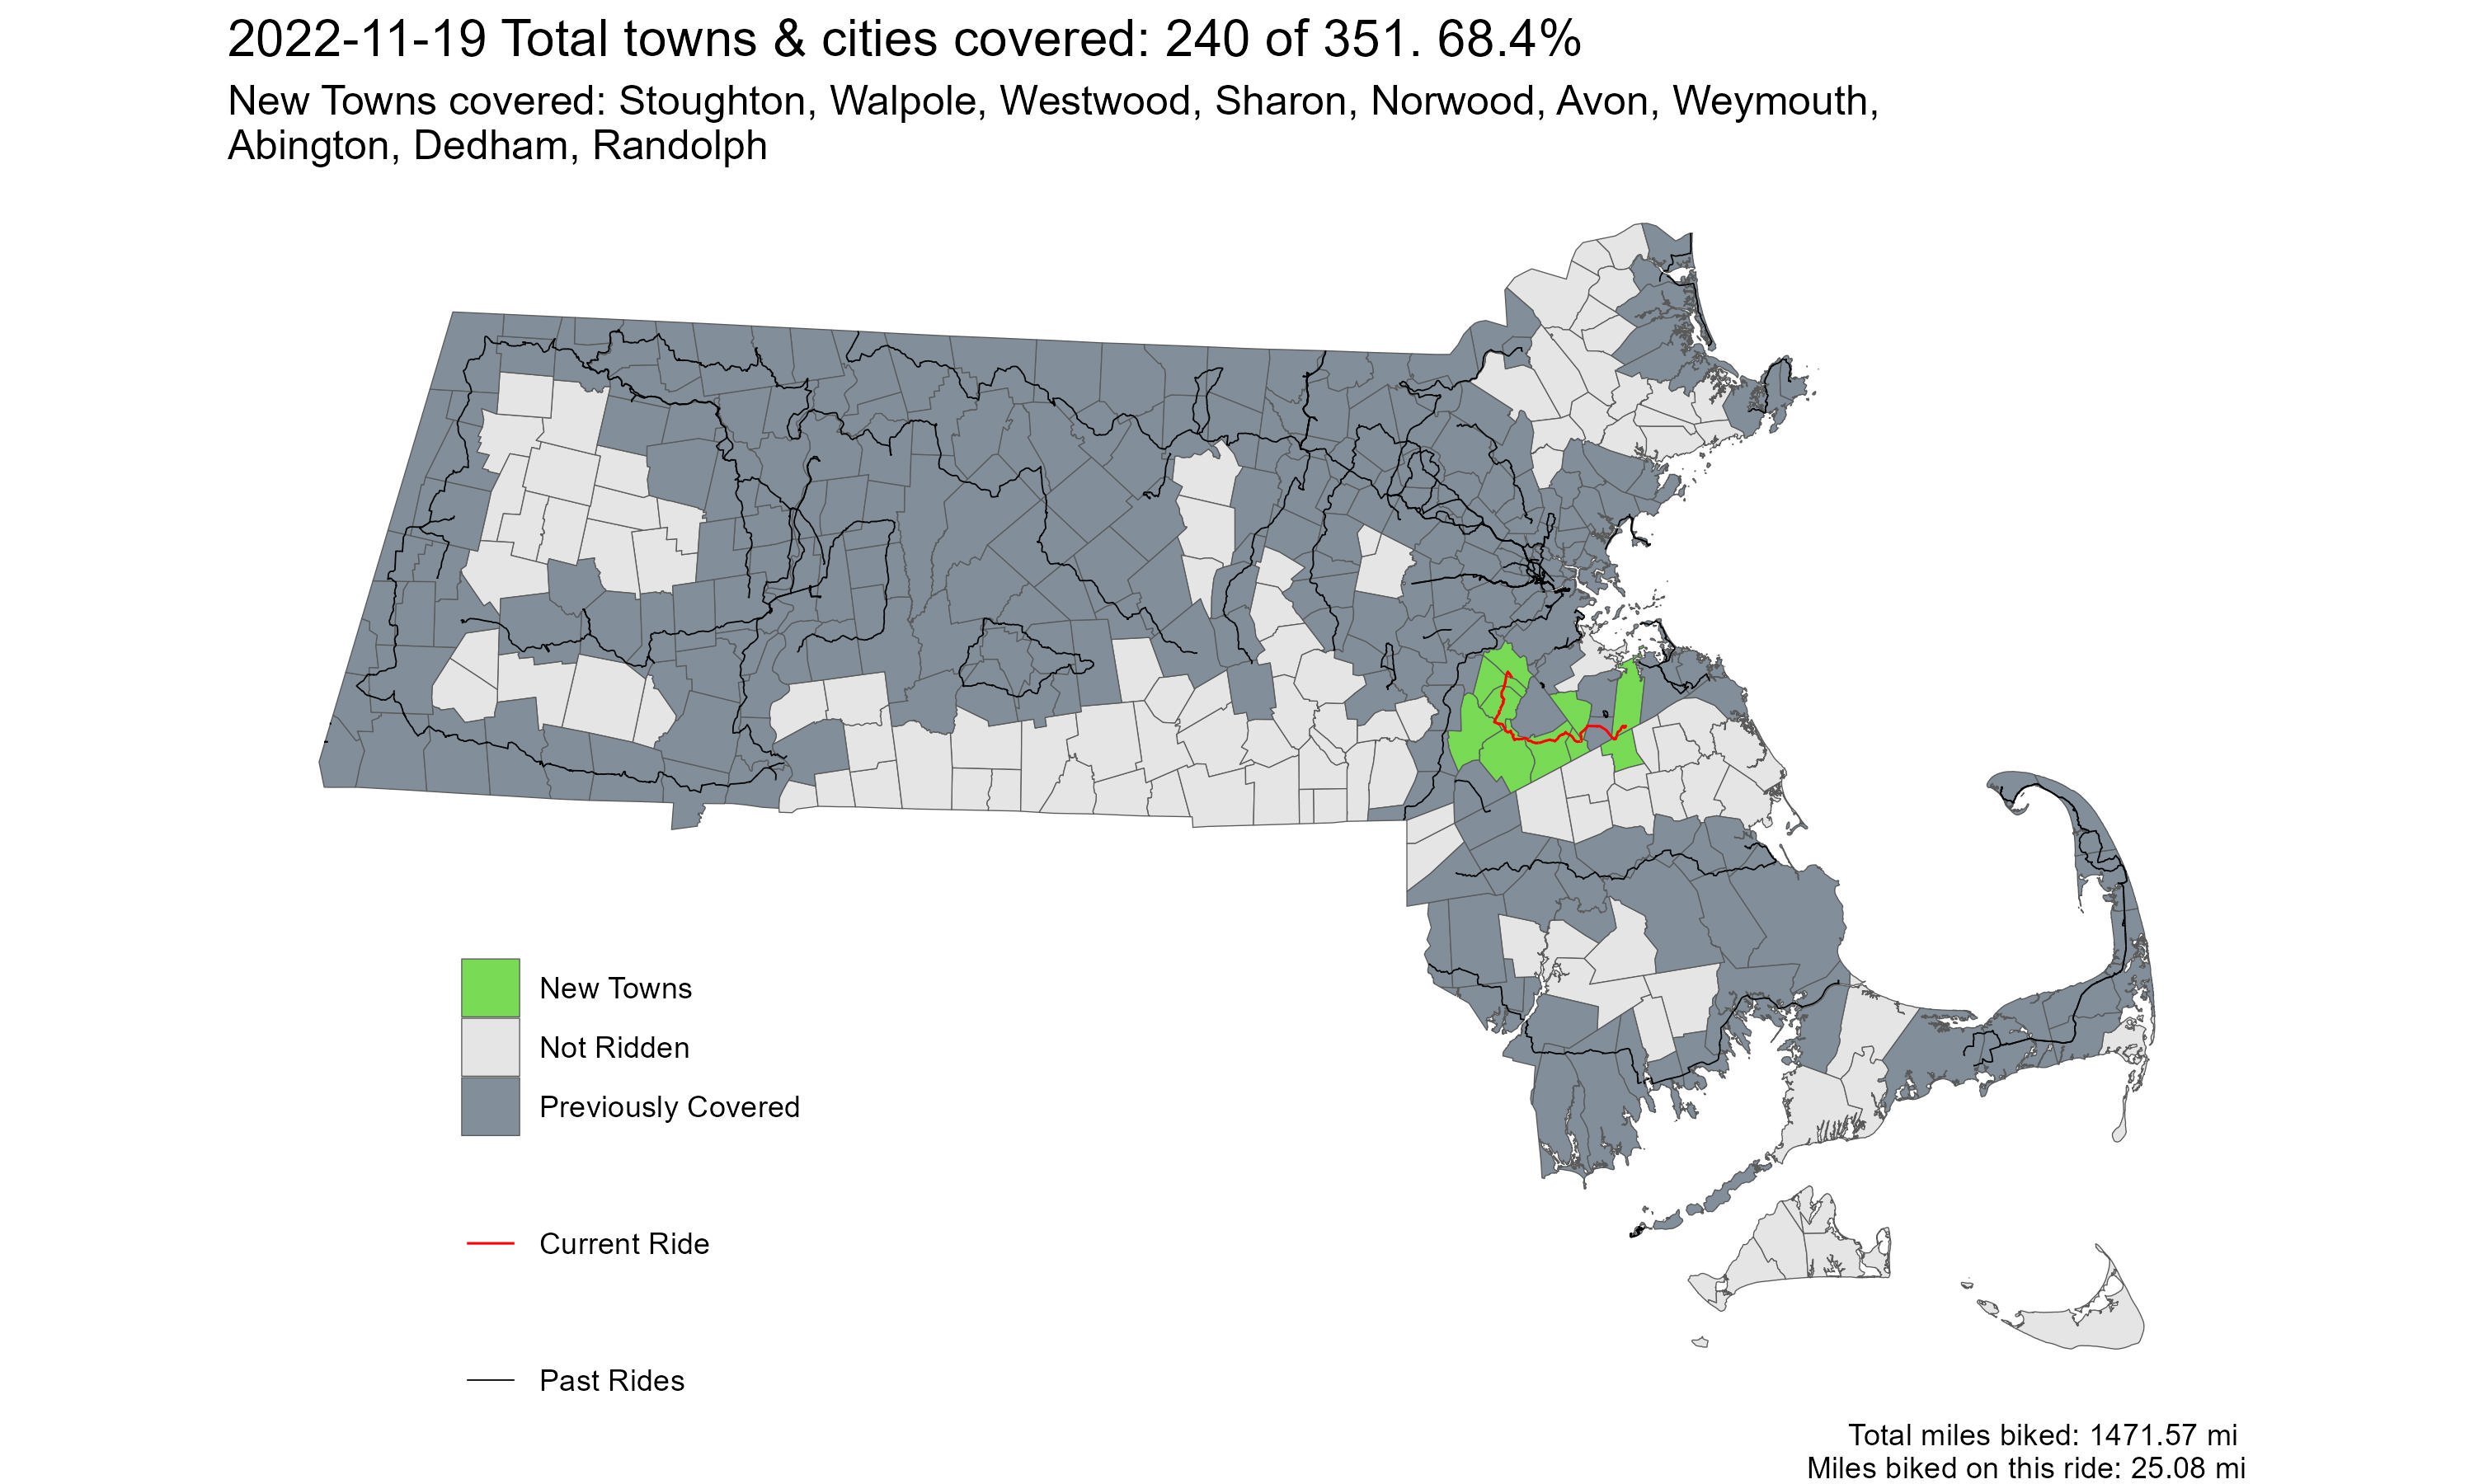 2022-11-19 Total towns & cities covered: 240 of 351. 68.4%
New Towns covered: Stoughton, Walpole, Westwood, Sharon, Norwood, Avon, Weymouth,
Abington, Dedham, Randolph
New Towns
Not Ridden
Previously Covered
Current Ride
Past Rides
Total miles biked: 1471.57 mi
Miles biked on this ride: 25.08 mi